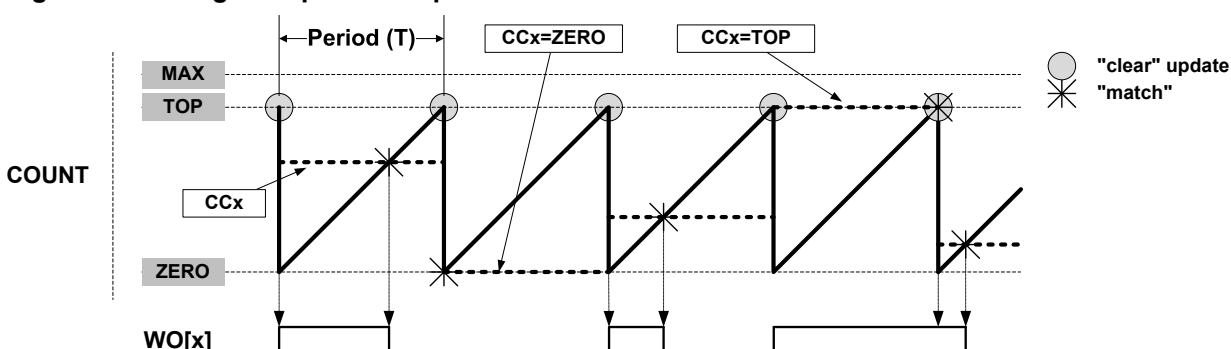 Period (T)
CCx=ZERO
CCx=TOP
MAX
"clear" update
TOP
"match"
COUNT
CCx
ZERO
WO[x]